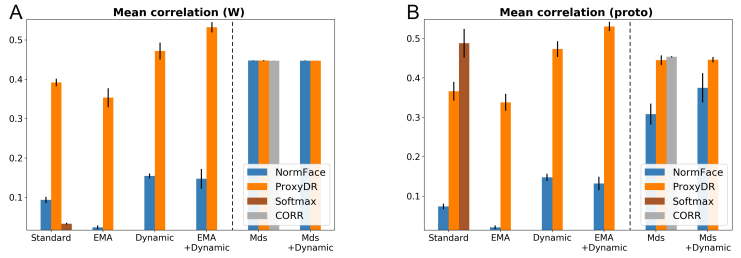 A
Mean correlation (W)
0.5
0.4
0.3
0.2
0.1
NormFace
ProxyDR
Softmax
CORR
Standard EMA Dynamic EMA +Dynamic Mds Mds +Dynamic
B
Mean correlation (proto)
0.5
0.4
0.3
0.2
0.1
NormFace
ProxyDR
Softmax
CORR
Standard EMA Dynamic EMA +Dynamic Mds Mds +Dynamic